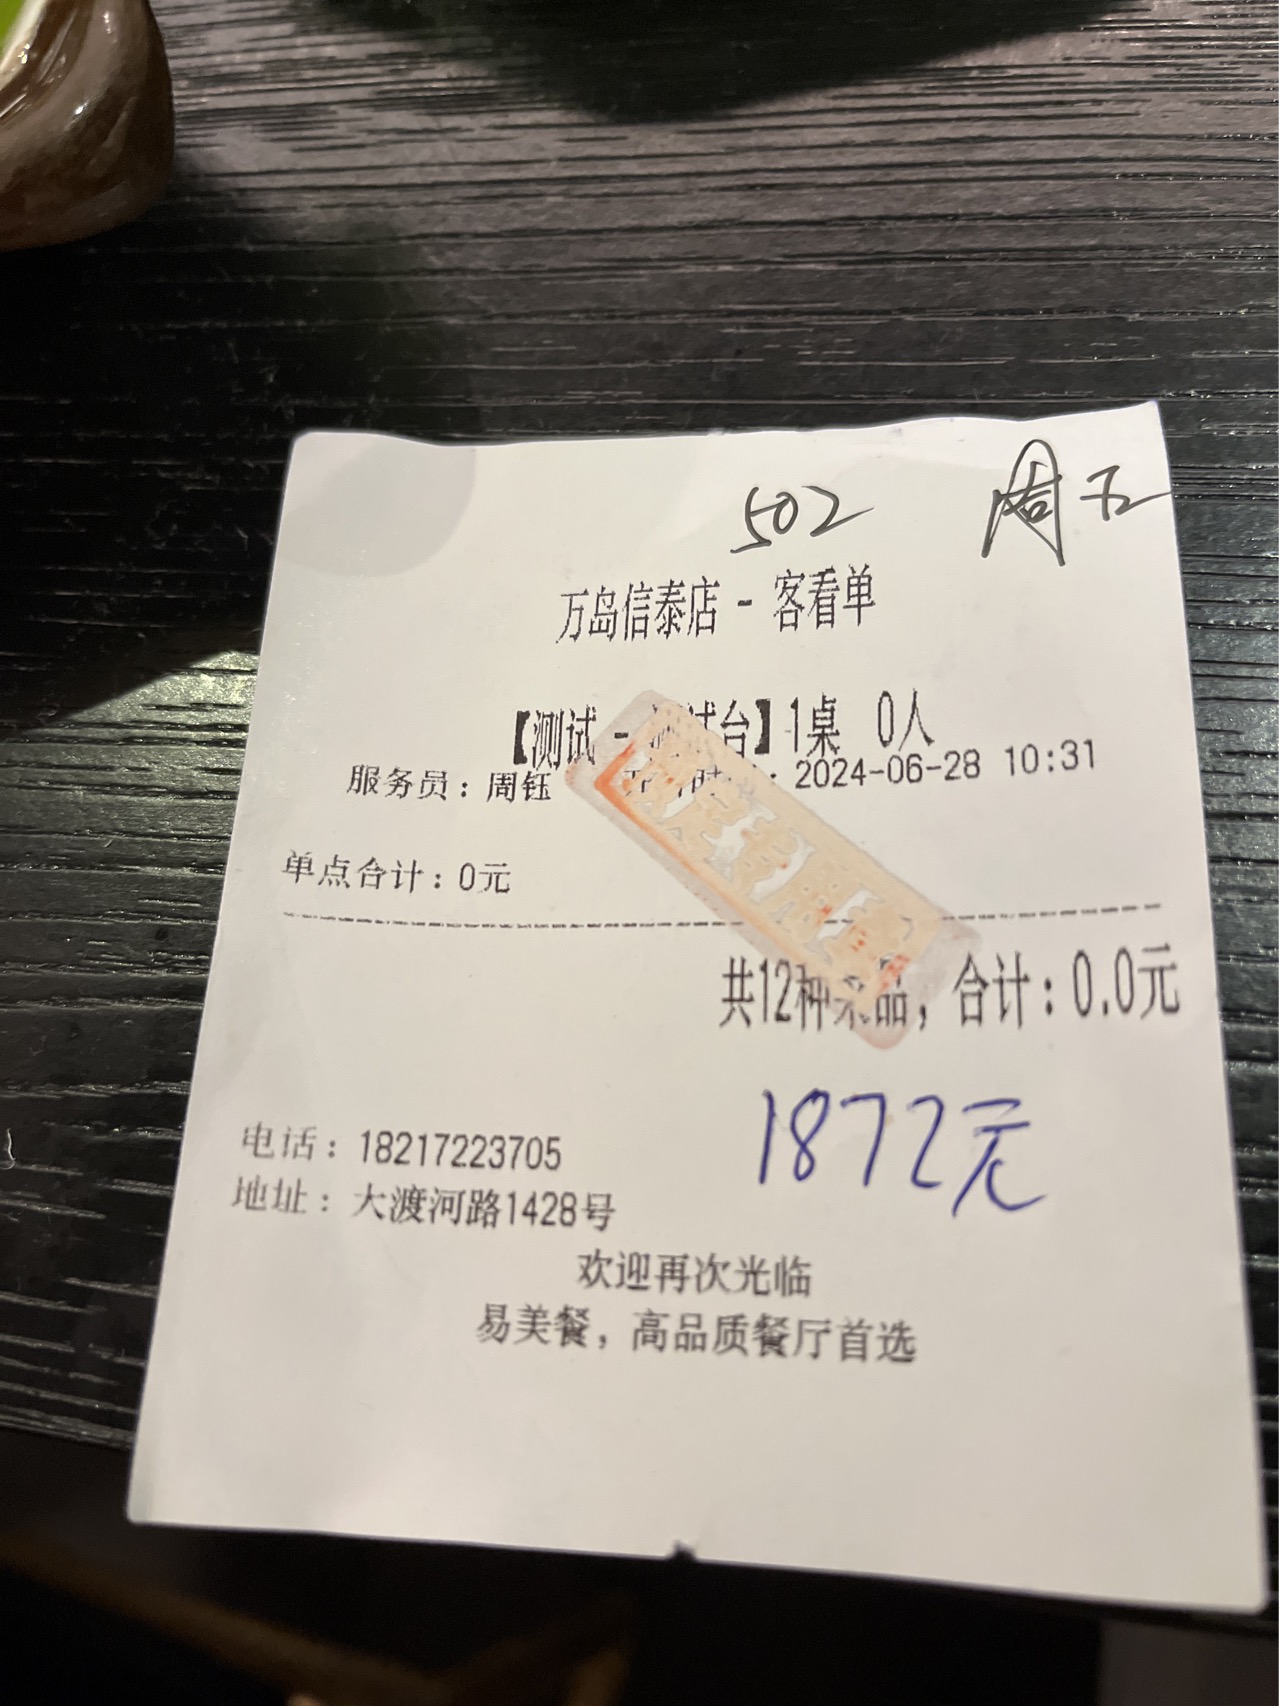 502 周五
万岛信泰店 - 客看单
【测试 - 测试台】1桌 0人
服务员：周钰 时 ：2024-06-28 10:31
单点合计：0元
共12种菜品，合计：0.0元
1872元
电话：18217223705
地址：大渡河路1428号
欢迎再次光临
易美餐，高品质餐厅首选